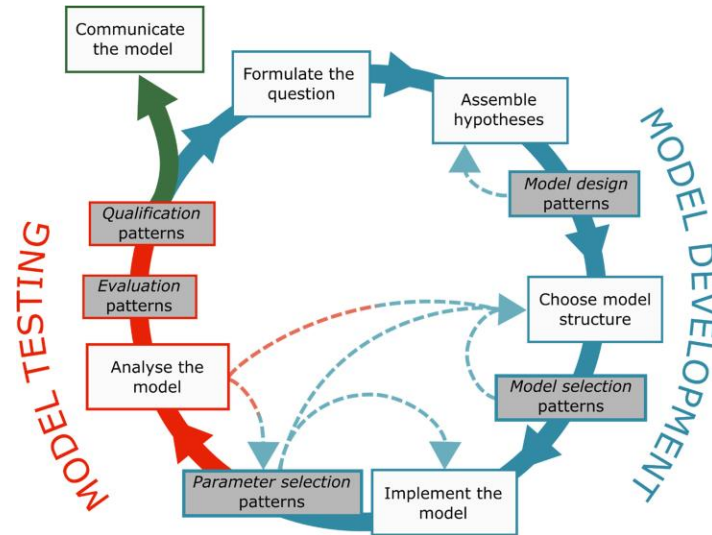 Communicate
the model
Formulate the
question
Assemble
hypotheses
Model design
patterns
MODEL DEVELOPMENT
Choose model
structure
Model selection
patterns
Implement the
model
Parameter selection
patterns
Analyse the
model
Evaluation
patterns
Qualification
patterns
MODEL TESTING